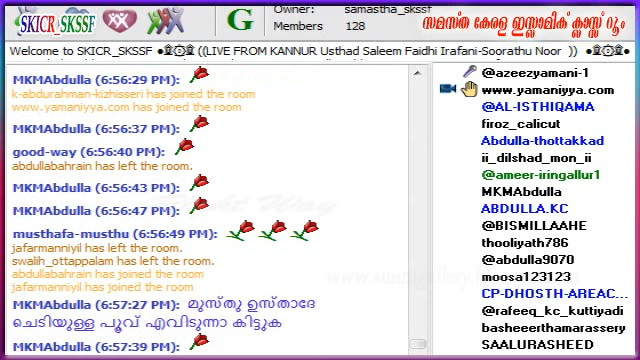 SKICR_SKSSF
G
Owner
samastha_skssf
Members
128
സമസ്ത കേരള ഇസ്ലാമിക് ക്ലാസ്സ് റൂം
Welcome to SKICR_SKSSF ●۩۞۩ ((LIVE FROM KANNUR Usthad Saleem Faidhi Irafani-Soorathu Noor )) ●۩۞۩●
MKMAbdulla (6:56:29 PM):
k-abdurahman-kizhisseri has joined the room
www.yamaniyya.com has joined the room
MKMAbdulla (6:56:37 PM):
good-way (6:56:40 PM):
abdullabahrain has left the room.
MKMAbdulla (6:56:43 PM):
MKMAbdulla (6:56:47 PM):
musthafa-musthu (6:56:49 PM):
jafarmanniyil has left the room.
swalih_ottappalam has left the room.
abdullabahrain has joined the room
jafarmanniyil has joined the room
MKMAbdulla (6:57:27 PM): മുസ്തു ഉസ്താദേ
ചെടിയുള്ള പൂവ് എവിടുന്നാ കിട്ടുക
MKMAbdulla (6:57:39 PM):
@azeezyamani-1
www.yamaniyya.com
@AL-ISTHIQAMA
firoz_calicut
Abdulla-thottakkad
ii_dilshad_mon_ii
@ameer-iringallur1
MKMAbdulla
ABDULLA.KC
@BISMILLAAHE
thooliyath786
@abdulla9070
moosa123123
CP-DHOSTH-AREAC...
@rafeeq_kc_kuttiyadi
basheeerthamarassery
SAALURASHEED